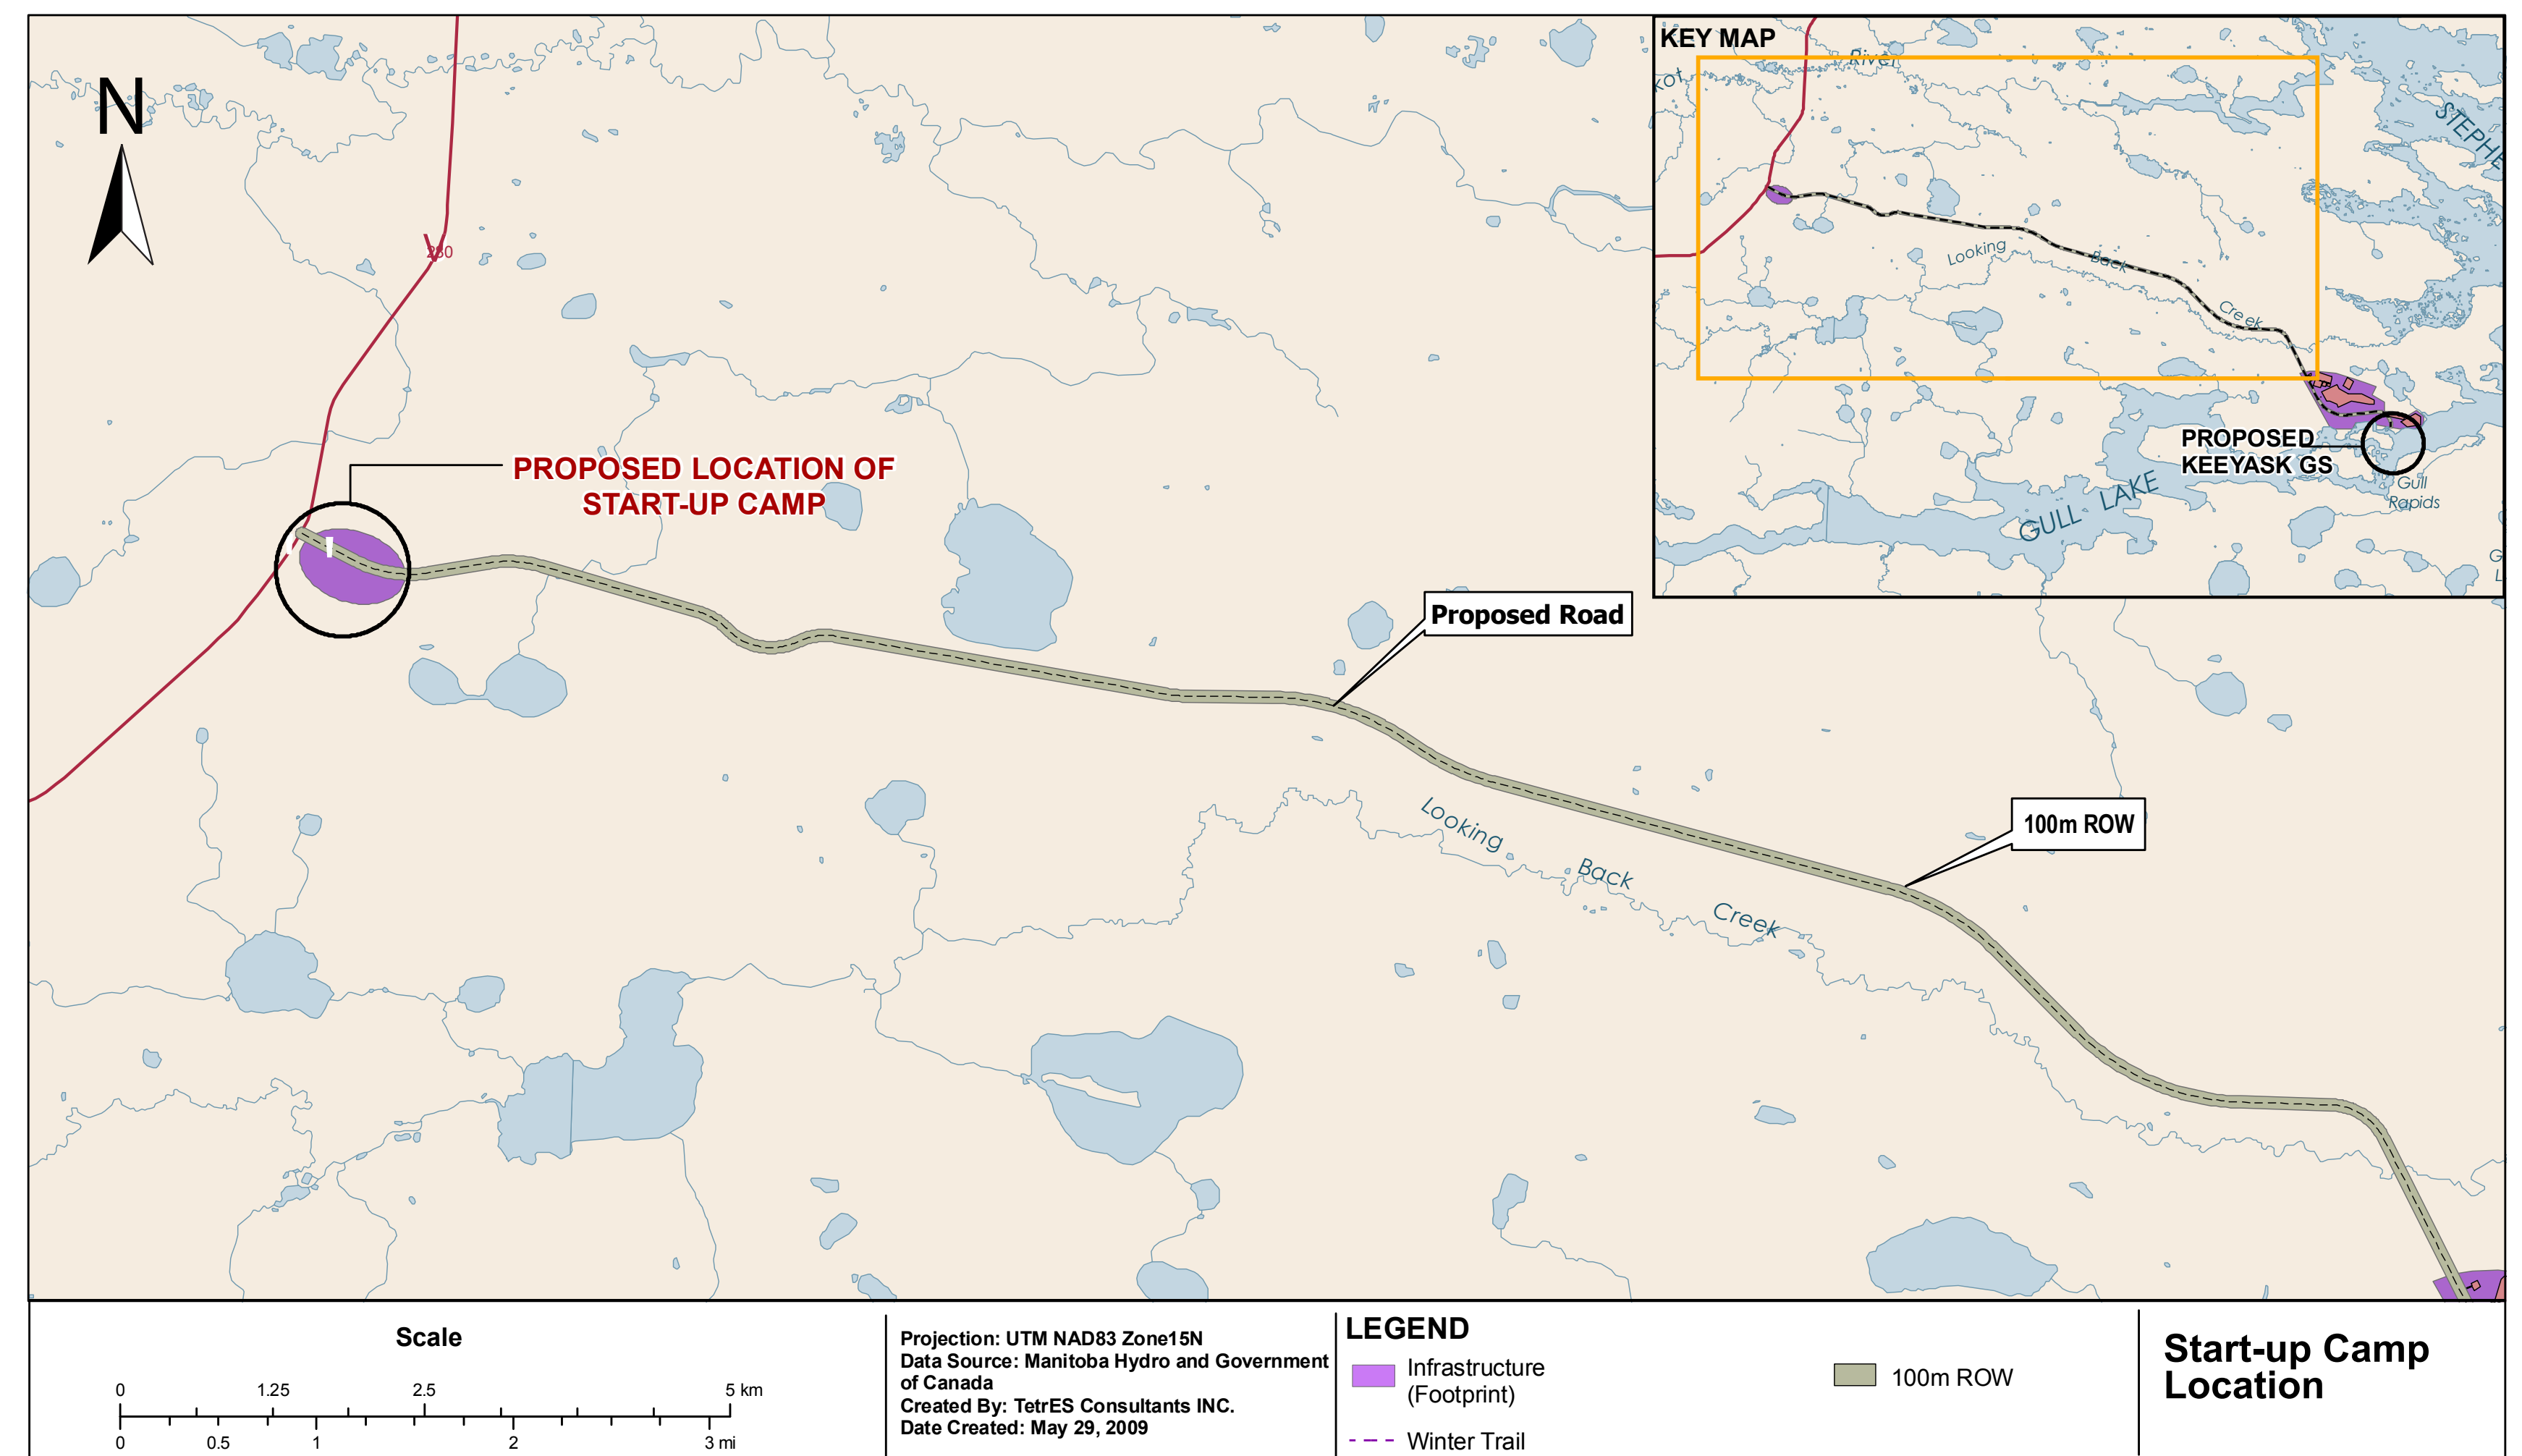 N
280
PROPOSED LOCATION OF
START-UP CAMP
Proposed Road
100m ROW
Looking
Back
Creek
KEY MAP
River
STEPHE
Looking
Back
Creek
PROPOSED
KEEYASK GS
GULL LAKE
Gull
Rapids
G
L
Scale
0 1.25 2.5 5 km
0 0.5 1 2 3 mi
Projection: UTM NAD83 Zone15N
Data Source: Manitoba Hydro and Government
of Canada
Created By: TetrES Consultants INC.
Date Created: May 29, 2009
LEGEND
Infrastructure
(Footprint)
Winter Trail
100m ROW
Start-up Camp
Location